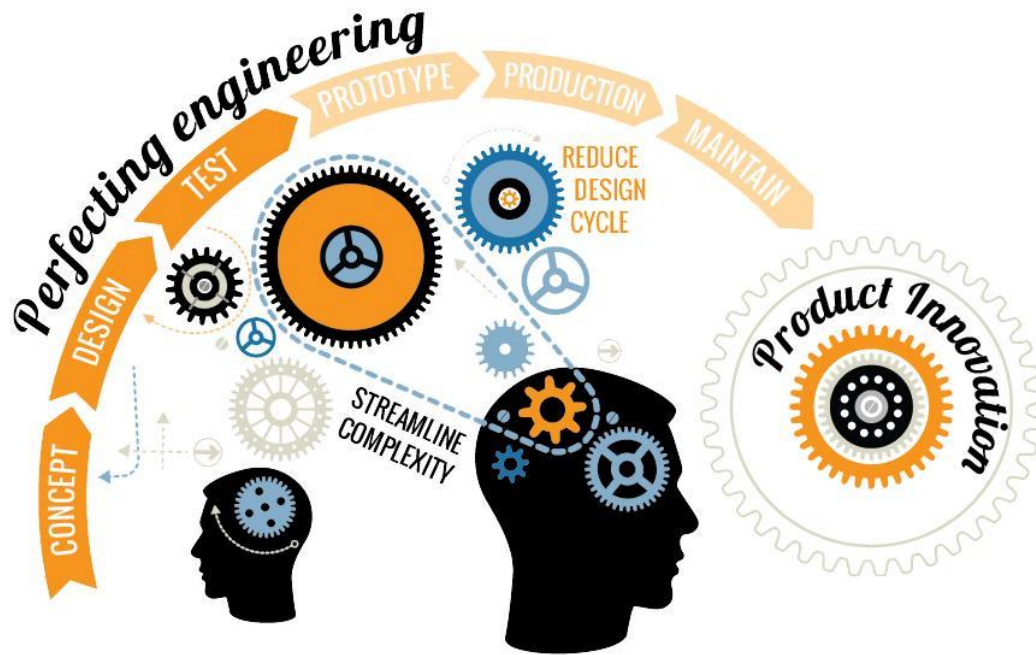 Perfecting engineering
CONCEPT
DESIGN
TEST
PROTOTYPE
PRODUCTION
MAINTAIN
REDUCE
DESIGN
CYCLE
STREAMLINE
COMPLEXITY
Product Innovation